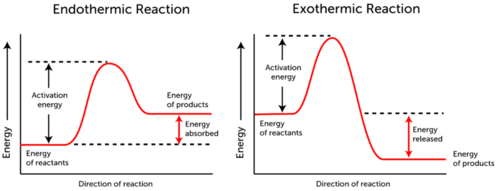 Endothermic Reaction
Energy
Activation
energy
Energy
of reactants
Energy
of products
Energy
absorbed
Direction of reaction
Exothermic Reaction
Energy
Activation
energy
Energy
of reactants
Energy
released
Energy
of products
Direction of reaction